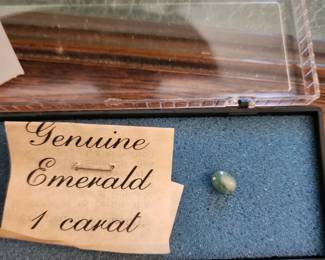 Genuine
Emerald
1 carat